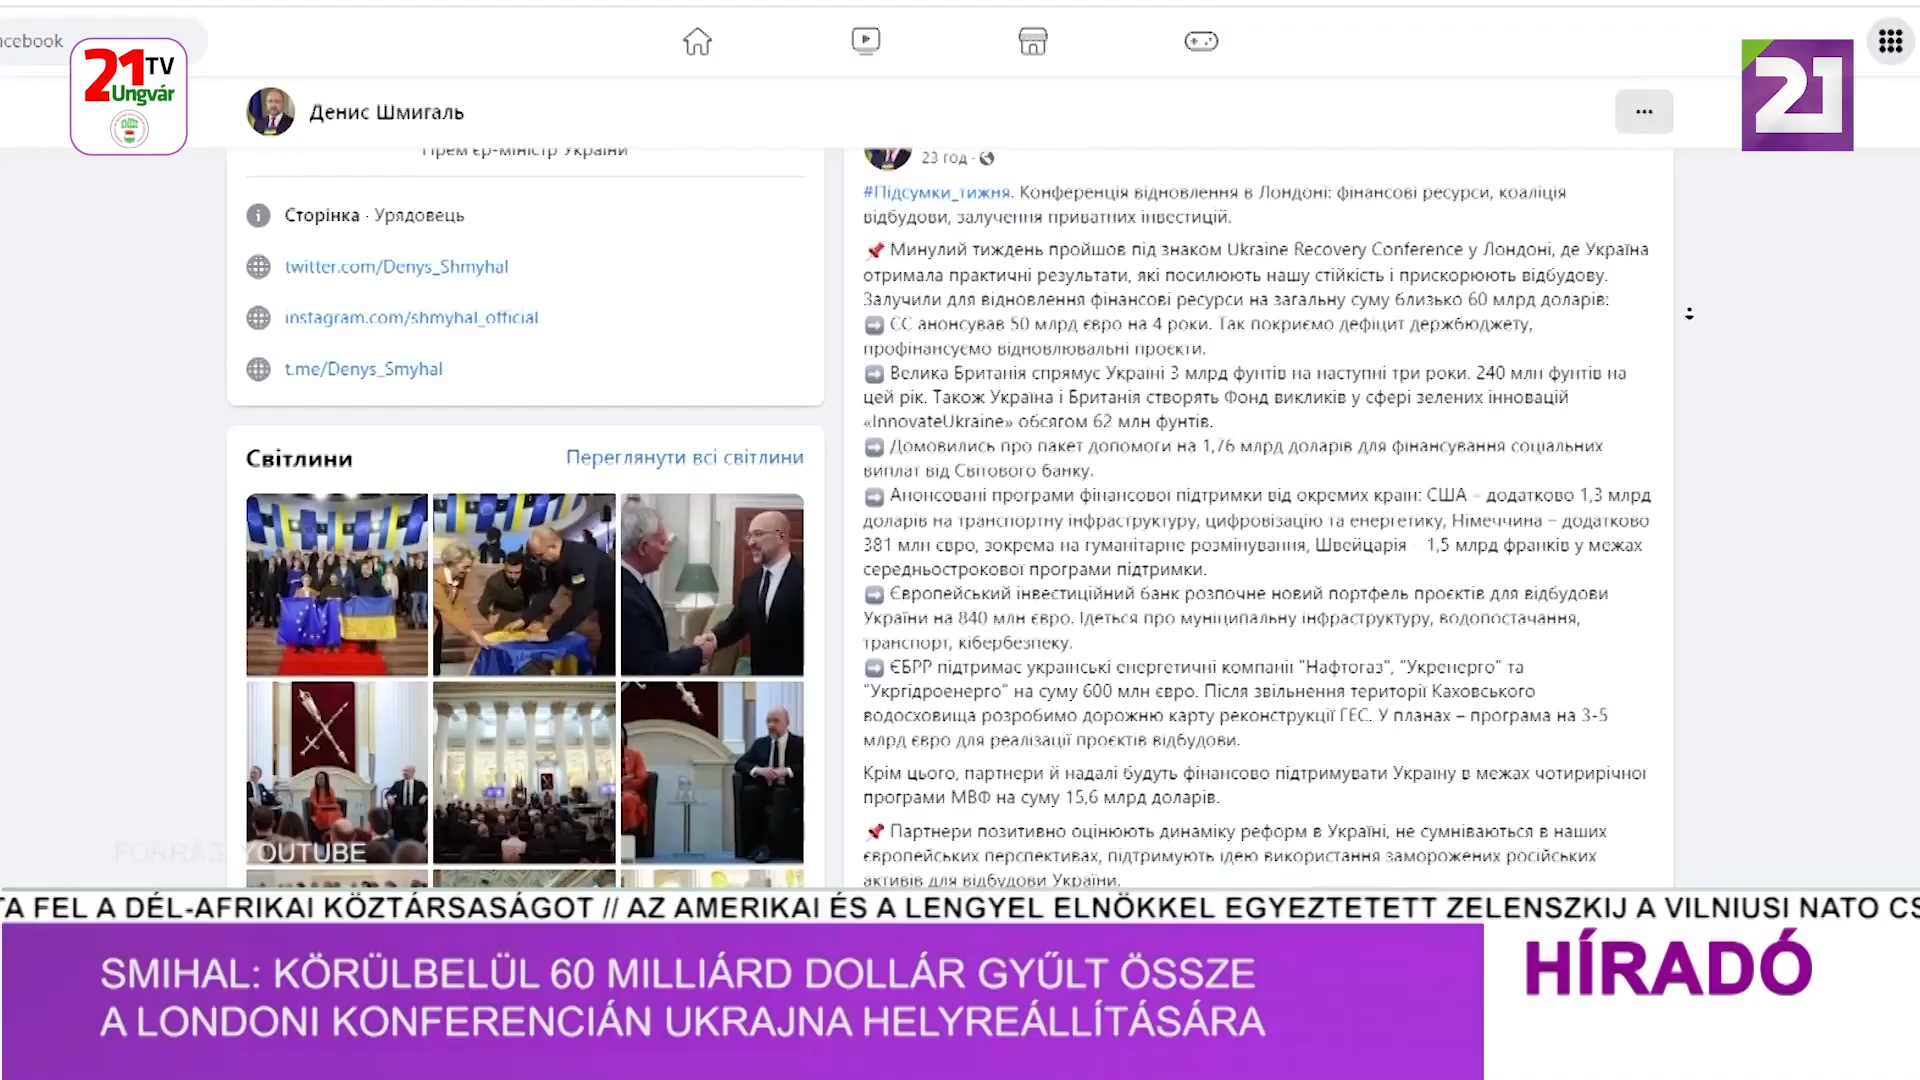 acebook
21 TV
Ungvár
21
Денис Шмигаль
Прем'єр-міністр України
Сторінка · Урядовець
twitter.com/Denys_Shmyhal
instagram.com/shmyhal_official
t.me/Denys_Smyhal
Світлини
Переглянути всі світлини
23 год ·
#Підсумки_тижня. Конференція відновлення в Лондоні: фінансові ресурси, коаліція
відбудови, залучення приватних інвестицій.
📌 Минулий тиждень пройшов під знаком Ukraine Recovery Conference у Лондоні, де Україна
отримала практичні результати, які посилюють нашу стійкість і прискорюють відбудову.
Залучили для відновлення фінансові ресурси на загальну суму близько 60 млрд доларів:
➡️ ЄС анонсував 50 млрд євро на 4 роки. Так покриємо дефіцит держбюджету,
профінансуємо відновлювальні проєкти.
➡️ Велика Британія спрямує Україні 3 млрд фунтів на наступні три роки. 240 млн фунтів на
цей рік. Також Україна і Британія створять Фонд викликів у сфері зелених інновацій
«InnovateUkraine» обсягом 62 млн фунтів.
➡️ Домовились про пакет допомоги на 1,76 млрд доларів для фінансування соціальних
виплат від Світового банку.
➡️ Анонсовані програми фінансової підтримки від окремих країн: США – додатково 1,3 млрд
доларів на транспортну інфраструктуру, цифровізацію та енергетику, Німеччина – додатково
381 млн євро, зокрема на гуманітарне розмінування, Швейцарія – 1,5 млрд франків у межах
середньострокової програми підтримки.
➡️ Європейський інвестиційний банк розпочне новий портфель проєктів для відбудови
України на 840 млн євро. Ідеться про муніципальну інфраструктуру, водопостачання,
транспорт, кібербезпеку.
➡️ ЄБРР підтримає українські енергетичні компанії "Нафтогаз", "Укренерго" та
"Укргідроенерго" на суму 600 млн євро. Після звільнення території Каховського
водосховища розробимо дорожню карту реконструкції ГЕС. У планах – програма на 3-5
млрд євро для реалізації проєктів відбудови.
Крім цього, партнери й надалі будуть фінансово підтримувати Україну в межах чотирирічної
програми МВФ на суму 15,6 млрд доларів.
📌 Партнери позитивно оцінюють динаміку реформ в Україні, не сумніваються в наших
європейських перспективах, підтримують ідею використання заморожених російських
активів для відбудови України.
FORRÁS: YOUTUBE
TA FEL A DÉL-AFRIKAI KÖZTÁRSASÁGOT // AZ AMERIKAI ÉS A LENGYEL ELNÖKKEL EGYEZTETETT ZELENSZKIJ A VILNIUSI NATO CS
SMIHAL: KÖRÜLBELÜL 60 MILLIÁRD DOLLÁR GYŰLT ÖSSZE
A LONDONI KONFERENCIÁN UKRAJNA HELYREÁLLÍTÁSÁRA
HÍRADÓ